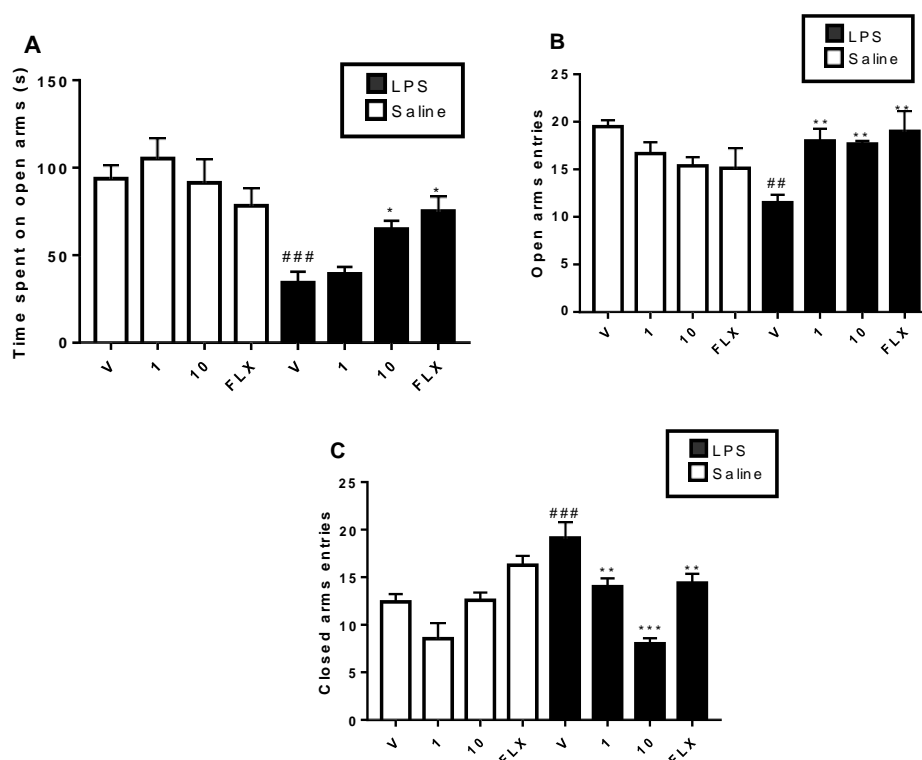 A
LPS
Saline
Time spent on open arms (s)
150
100
50
0
###
*
*
V
1
10
FLX
V
1
10
FLX
B
LPS
Saline
Open arms entries
25
20
15
10
5
0
##
**
**
**
V
1
10
FLX
V
1
10
FLX
C
LPS
Saline
Closed arms entries
25
20
15
10
5
0
###
**
***
**
V
1
10
FLX
V
1
10
FLX